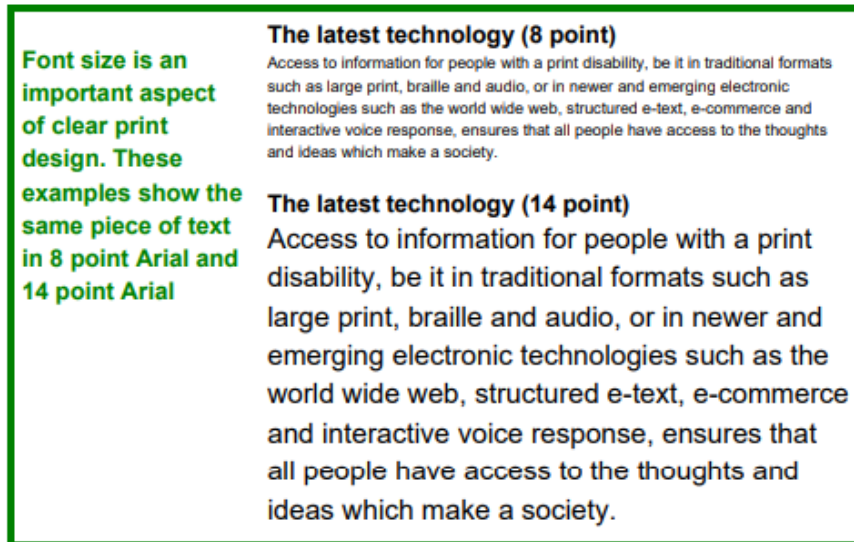 Font size is an
important aspect
of clear print
design. These
examples show the
same piece of text
in 8 point Arial and
14 point Arial
The latest technology (8 point)
Access to information for people with a print disability, be it in traditional formats
such as large print, braille and audio, or in newer and emerging electronic
technologies such as the world wide web, structured e-text, e-commerce and
interactive voice response, ensures that all people have access to the thoughts
and ideas which make a society.
The latest technology (14 point)
Access to information for people with a print
disability, be it in traditional formats such as
large print, braille and audio, or in newer and
emerging electronic technologies such as the
world wide web, structured e-text, e-commerce
and interactive voice response, ensures that
all people have access to the thoughts and
ideas which make a society.